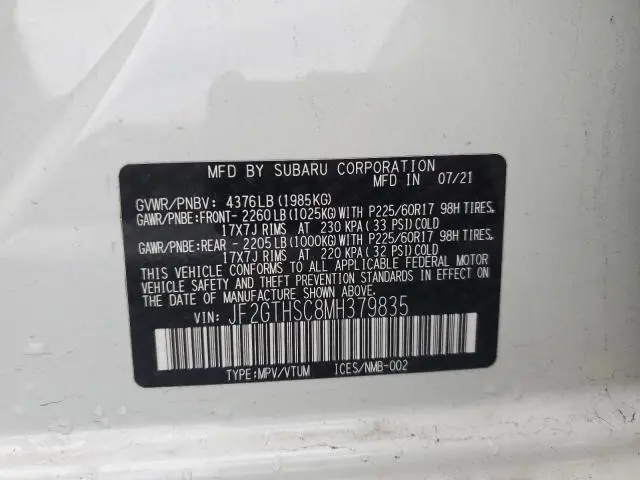 MFD BY SUBARU CORPORATION
MFD IN 07/21
GVWR/PNBV: 4376LB(1985KG)
GAWR/PNBE:FRONT- 2260LB(1025KG)WITH P225/60R17 98H TIRES,
17X7J RIMS AT 230 KPA(33 PSI)COLD
GAWR/PNBE:REAR - 2205LB(1000KG)WITH P225/60R17 98H TIRES,
17X7J RIMS AT 220 KPA(32 PSI)COLD
THIS VEHICLE CONFORMS TO ALL APPLICABLE FEDERAL MOTOR
VEHICLE SAFETY AND THEFT PREVENTION STANDARDS IN EFFECT
ON THE DATE OF MANUFACTURE SHOWN ABOVE.
VIN: JF2GTHSC8MH379835
TYPE:MPV/VTUM ICES/NMB-002